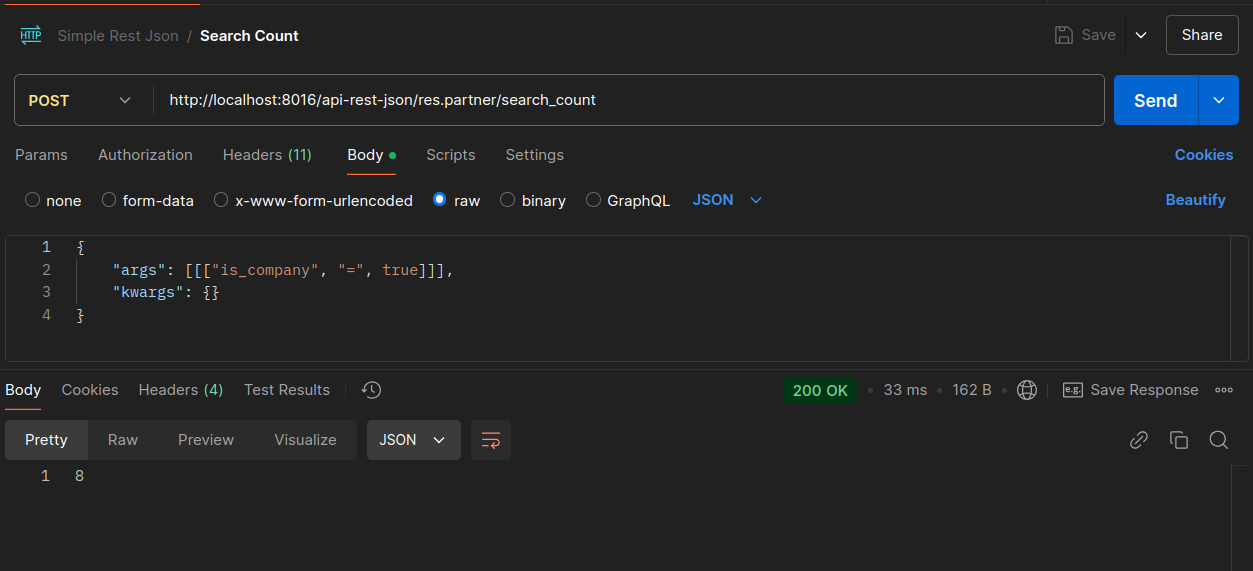 HTTP Simple Rest Json / Search Count Save Share
POST http://localhost:8016/api-rest-json/res.partner/search_count Send
Params Authorization Headers (11) Body Scripts Settings Cookies
none form-data x-www-form-urlencoded raw binary GraphQL JSON Beautify
1 {
2 "args": [[["is_company", "=", true]]],
3 "kwargs": {}
4 }
Body Cookies Headers (4) Test Results 200 OK • 33 ms • 162 B • e.g. Save Response
Pretty Raw Preview Visualize JSON
1 8